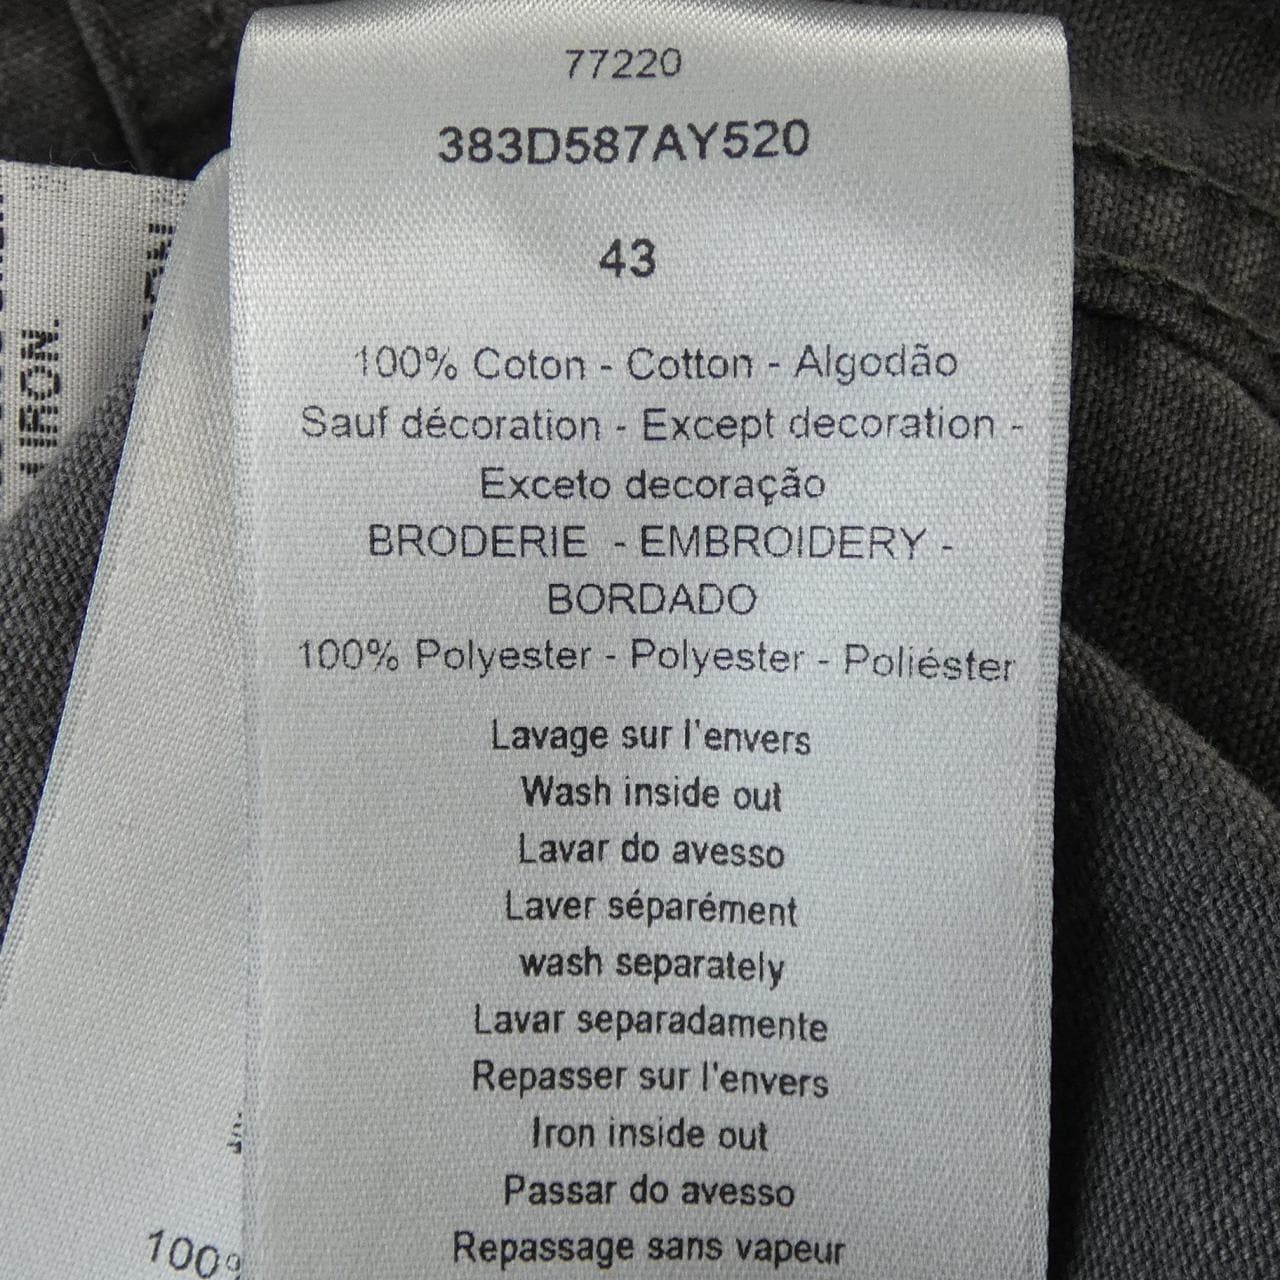 77220
383D587AY520
43
100% Coton - Cotton - Algodão
Sauf décoration - Except decoration -
Exceto decoração
BRODERIE - EMBROIDERY -
BORDADO
100% Polyester - Polyester - Poliéster
Lavage sur l'envers
Wash inside out
Lavar do avesso
Laver séparément
wash separately
Lavar separadamente
Repasser sur l'envers
Iron inside out
Passar do avesso
Repassage sans vapeur
IRON.
100%